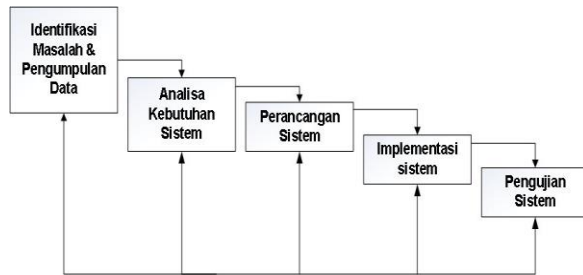 Identifikasi
Masalah &
Pengumpulan
Data
Analisa
Kebutuhan
Sistem
Perancangan
Sistem
Implementasi
sistem
Pengujian
Sistem